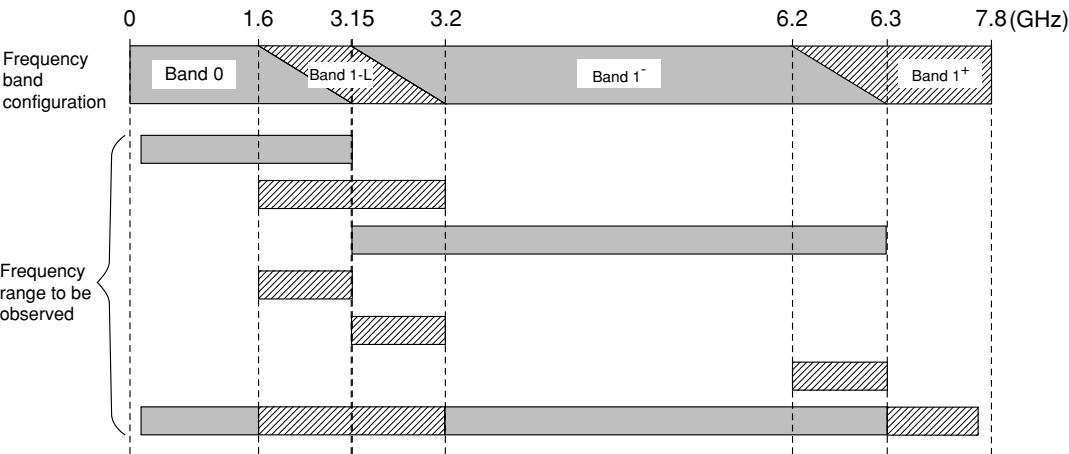 0 1.6 3.15 3.2 6.2 6.3 7.8 (GHz)
Frequency
band
configuration
Band 0
Band 1-L
Band 1⁻
Band 1⁺
Frequency
range to be
observed